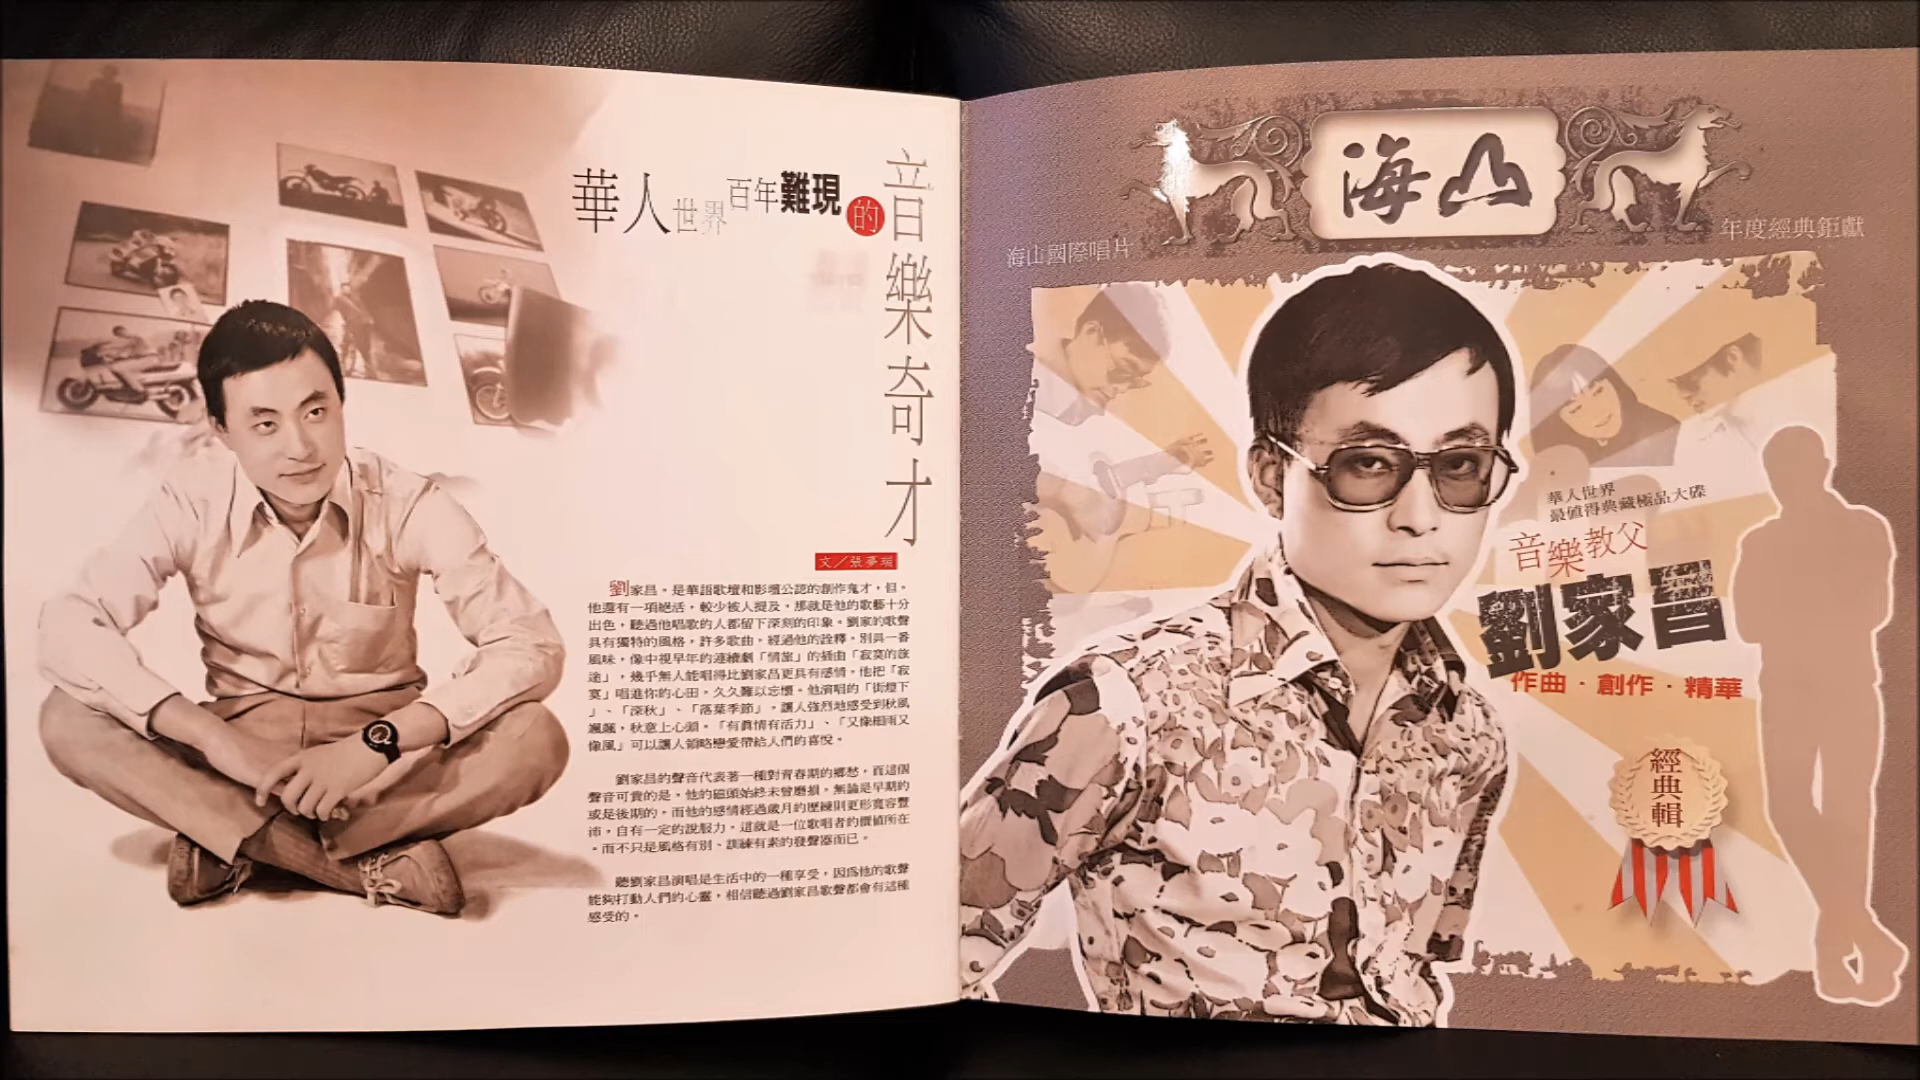 華人世界百年難現的
音樂奇才
文／張夢瑞
劉家昌，是華語歌壇和影壇公認的創作鬼才，但，
他還有一項絕活，較少被人提及，那就是他的歌藝十分
出色，聽過他唱歌的人都留下深刻的印象。劉家的歌聲
具有獨特的風格，許多歌曲，經過他的詮釋，別具一番
風味，像中視早年的連續劇「情旅」的插曲「寂寞的旅
途」，幾乎無人能唱得比劉家昌更具有感情，他把「寂
寞」唱進你的心田，久久難以忘懷。他演唱的「街燈下
」、「深秋」、「落葉季節」，讓人強烈地感受到秋風
颯颯，秋意上心頭。「有真情有活力」、「又像細雨又
像風」可以讓人領略戀愛帶給人們的喜悅。
劉家昌的聲音代表著一種對青春期的鄉愁，而這個
聲音可貴的是，他的磁頭始終未曾磨損，無論是早期的
或是後期的，而他的感情經過歲月的歷練則更形寬容豐
沛，自有一定的說服力，這就是一位歌唱者的價值所在
，而不只是風格有別、訓練有素的發聲器而已。
聽劉家昌演唱是生活中的一種享受，因為他的歌聲
能夠打動人們的心靈，相信聽過劉家昌歌聲都會有這種
感受的。
海山
海山國際唱片
年度經典鉅獻
華人世界
最值得典藏極品大碟
音樂教父
劉家昌
作曲・創作・精華
經典輯